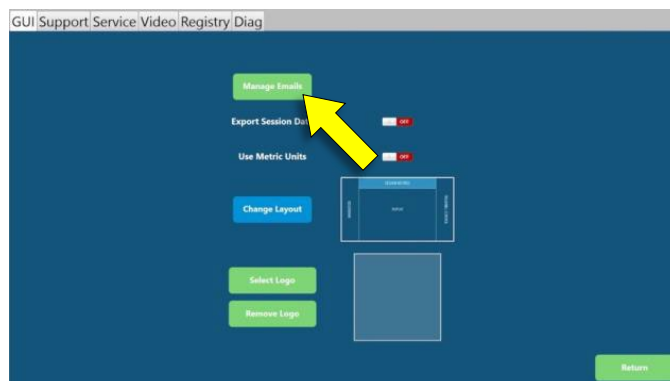 GUI Support Service Video Registry Diag
Manage Emails
Export Session Dat
OFF
Use Metric Units
OFF
Change Layout
Select Logo
Remove Logo
Return